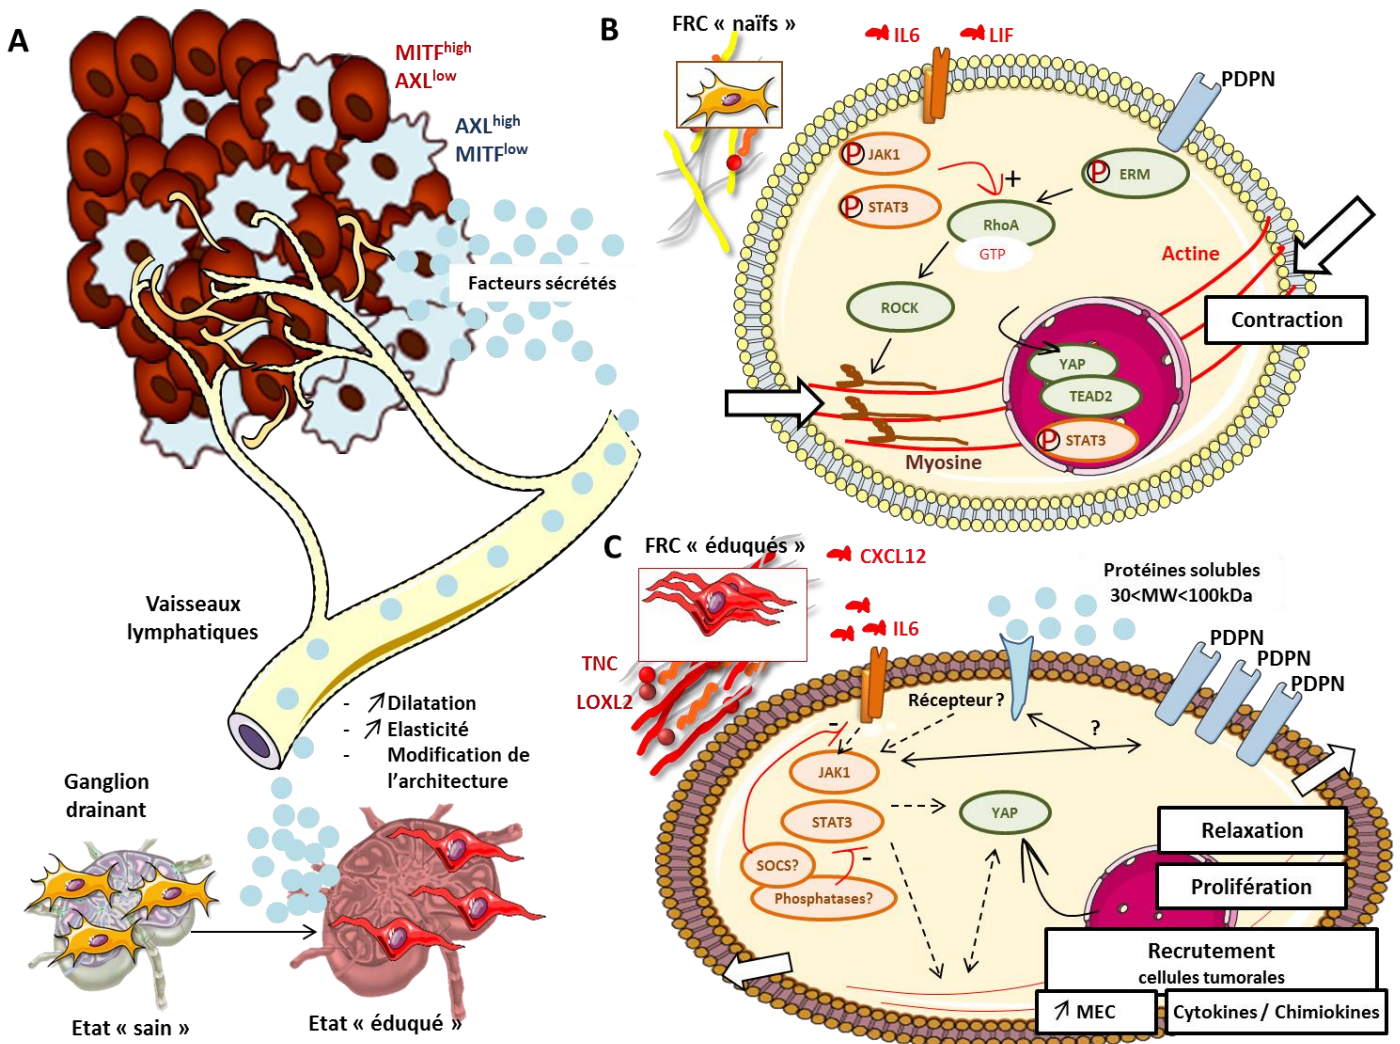 A
MITFhigh
AXLlow
AXLhigh
MITFlow
Facteurs sécrétés
Vaisseaux
lymphatiques
- ↗Dilatation
- ↗ Elasticité
- Modification de
l'architecture
Ganglion
drainant
Etat « sain »
Etat « éduqué »
B
FRC « naïfs »
IL6
LIF
PDPN
P JAK1
P STAT3
+
P ERM
RhoA
GTP
ROCK
Actine
Contraction
YAP
TEAD2
P STAT3
Myosine
C
FRC « éduqués »
CXCL12
IL6
TNC
LOXL2
Protéines solubles
30<MW<100kDa
PDPN
PDPN
PDPN
Récepteur ?
?
-
JAK1
STAT3
YAP
SOCS?
-
Phosphatases?
Relaxation
Prolifération
Recrutement
cellules tumorales
↗ MEC
Cytokines / Chimiokines